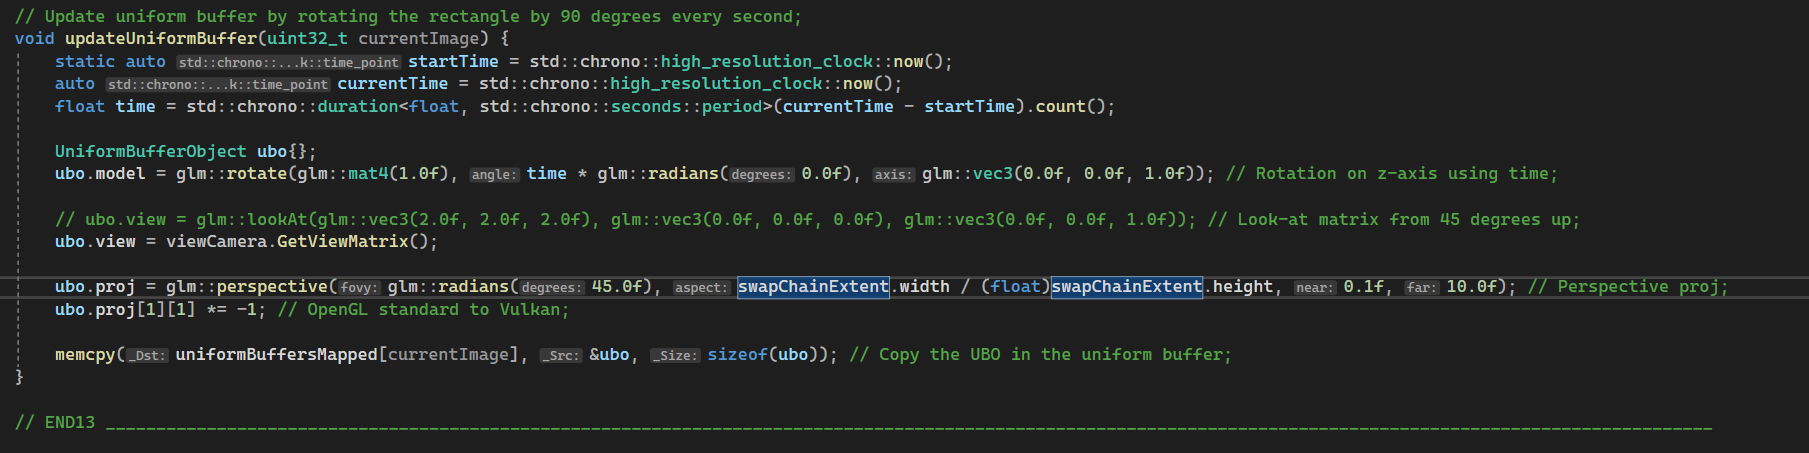 // Update uniform buffer by rotating the rectangle by 90 degrees every second;
void updateUniformBuffer(uint32_t currentImage) {
static auto std::chrono::...k::time_point startTime = std::chrono::high_resolution_clock::now();
auto std::chrono::...k::time_point currentTime = std::chrono::high_resolution_clock::now();
float time = std::chrono::duration<float, std::chrono::seconds::period>(currentTime - startTime).count();
UniformBufferObject ubo{};
ubo.model = glm::rotate(glm::mat4(1.0f), angle: time * glm::radians(degrees: 0.0f), axis: glm::vec3(0.0f, 0.0f, 1.0f)); // Rotation on z-axis using time;
// ubo.view = glm::lookAt(glm::vec3(2.0f, 2.0f, 2.0f), glm::vec3(0.0f, 0.0f, 0.0f), glm::vec3(0.0f, 0.0f, 1.0f)); // Look-at matrix from 45 degrees up;
ubo.view = viewCamera.GetViewMatrix();
ubo.proj = glm::perspective(fovy: glm::radians(degrees: 45.0f), aspect: swapChainExtent.width / (float)swapChainExtent.height, near: 0.1f, far: 10.0f); // Perspective proj;
ubo.proj[1][1] *= -1; // OpenGL standard to Vulkan;
memcpy(_Dst: uniformBuffersMapped[currentImage], _Src: &ubo, _Size: sizeof(ubo)); // Copy the UBO in the uniform buffer;
}
// END13 _______________________________________________________________________________________________________________________________________________________________